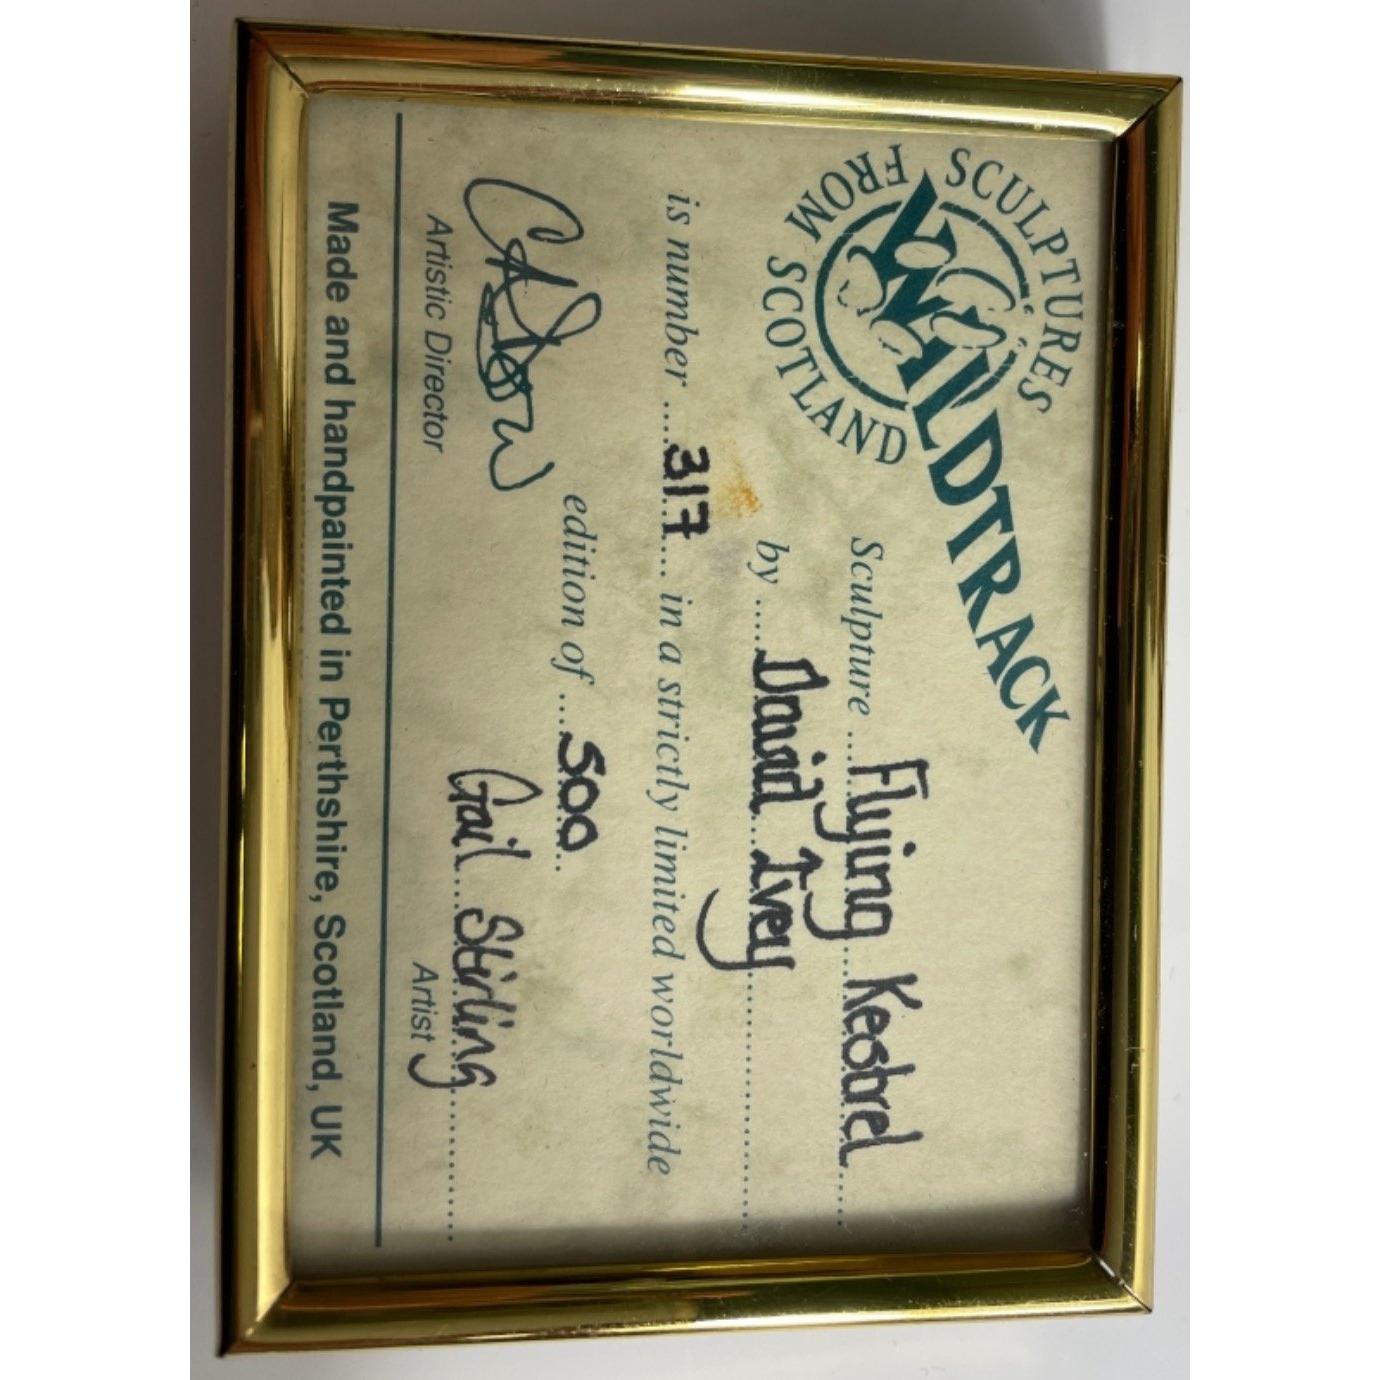 WILDTRACK
SCULPTURES
FROM SCOTLAND
Sculpture ... Flying Kestrel ...
by .... David Ivey ................
is number .... 317 .... in a strictly limited worldwide
edition of .... 500 ...
Gail Stirling ............
Artistic Director Artist
Made and handpainted in Perthshire, Scotland, UK